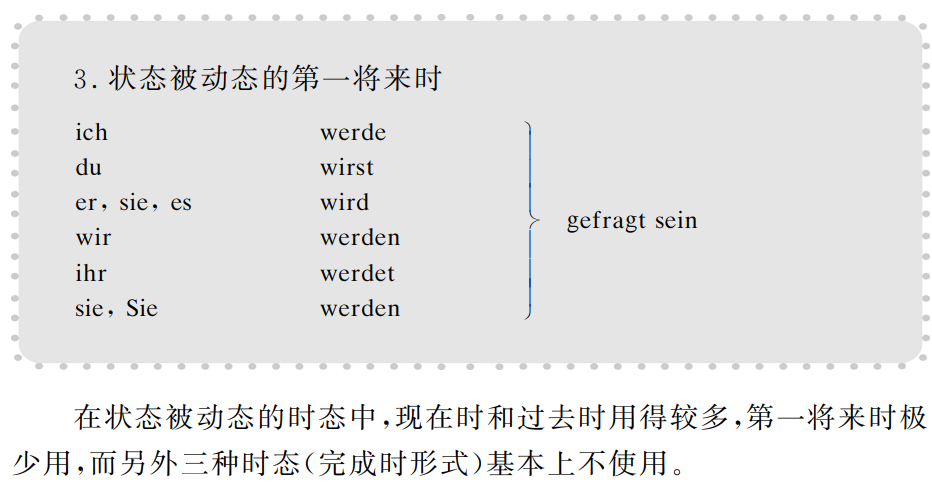 3. 状态被动态的第一将来时
ich werde
du wirst
er, sie, es wird
wir werden gefragt sein
ihr werdet
sie, Sie werden
在状态被动态的时态中,现在时和过去时用得较多,第一将来时极
少用,而另外三种时态(完成时形式)基本上不使用。